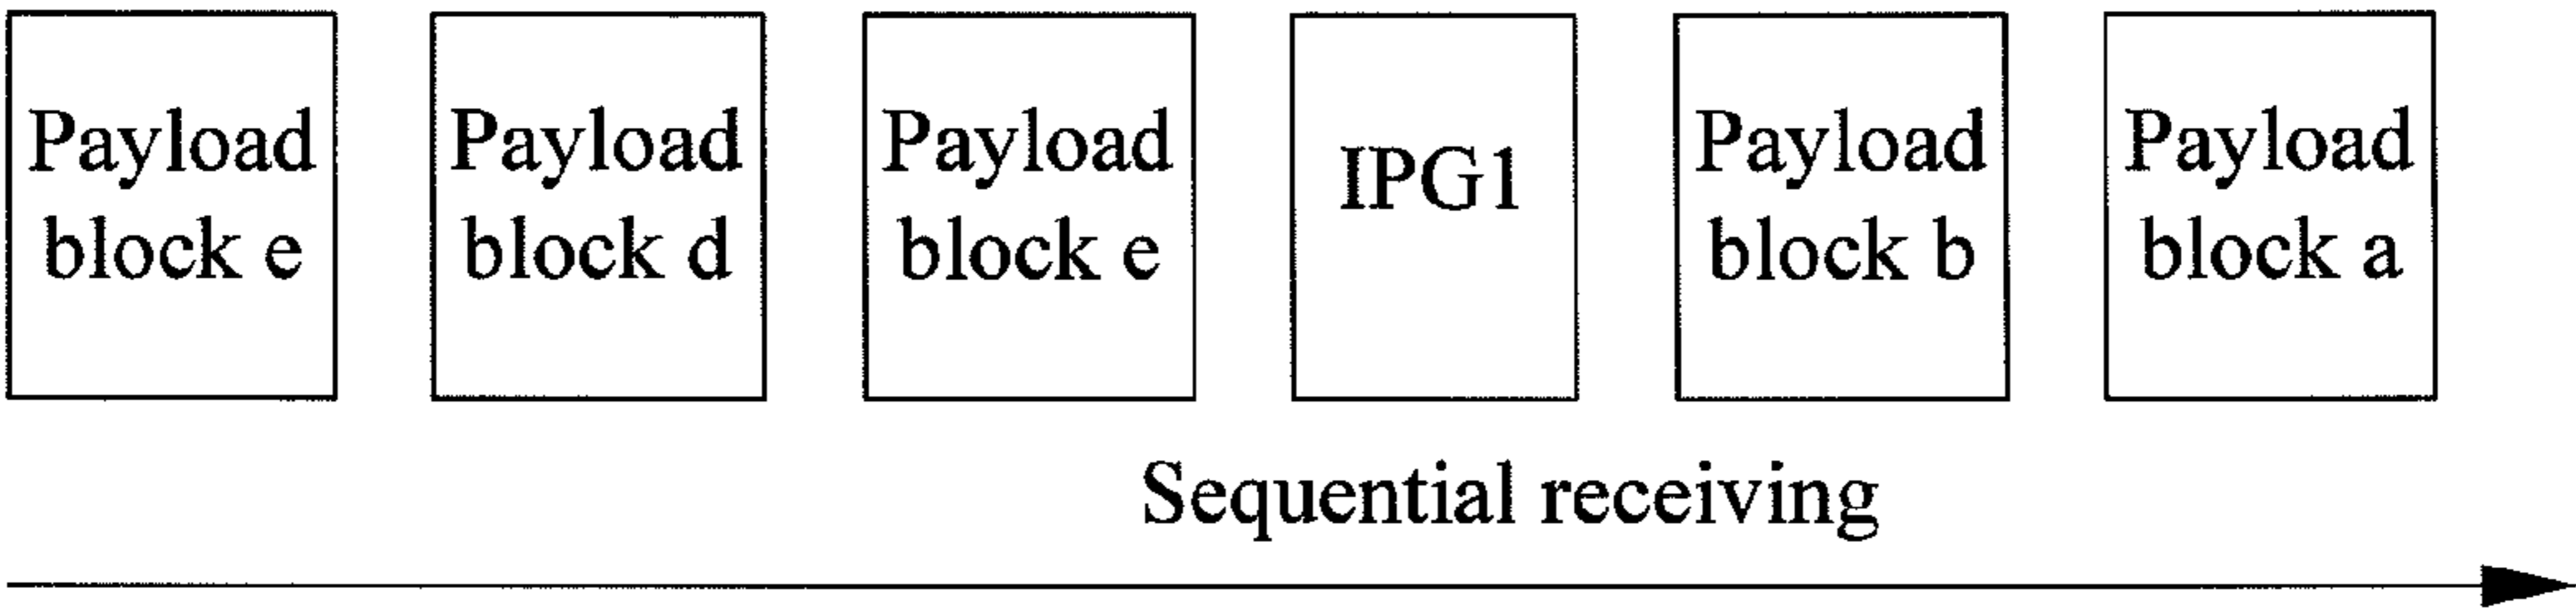 Payload
block e
Payload
block d
Payload
block e
IPG1
Payload
block b
Payload
block a
Sequential receiving